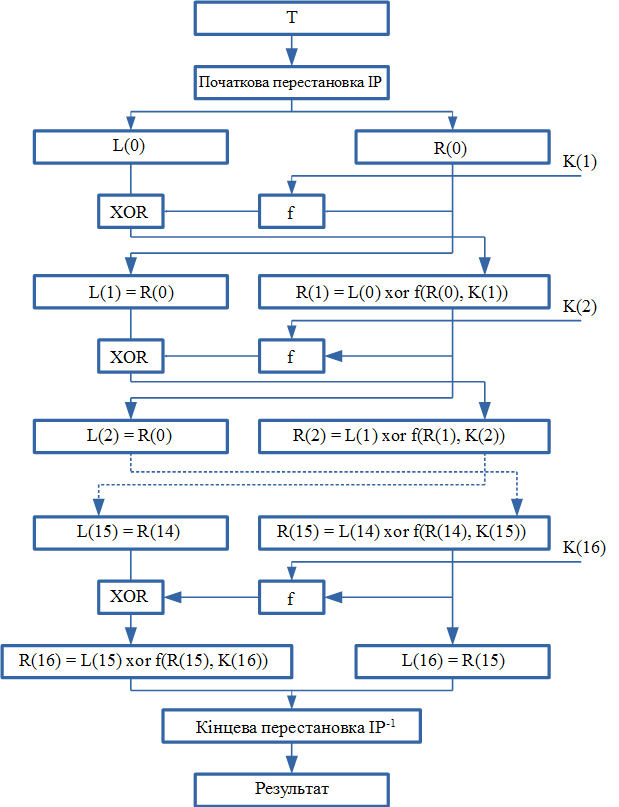 T
Початкова перестановка IP
L(0)
R(0)
K(1)
XOR
f
L(1) = R(0)
R(1) = L(0) xor f(R(0), K(1))
K(2)
XOR
f
L(2) = R(0)
R(2) = L(1) xor f(R(1), K(2))
L(15) = R(14)
R(15) = L(14) xor f(R(14), K(15))
K(16)
XOR
f
R(16) = L(15) xor f(R(15), K(16))
L(16) = R(15)
Кінцева перестановка IP⁻¹
Результат